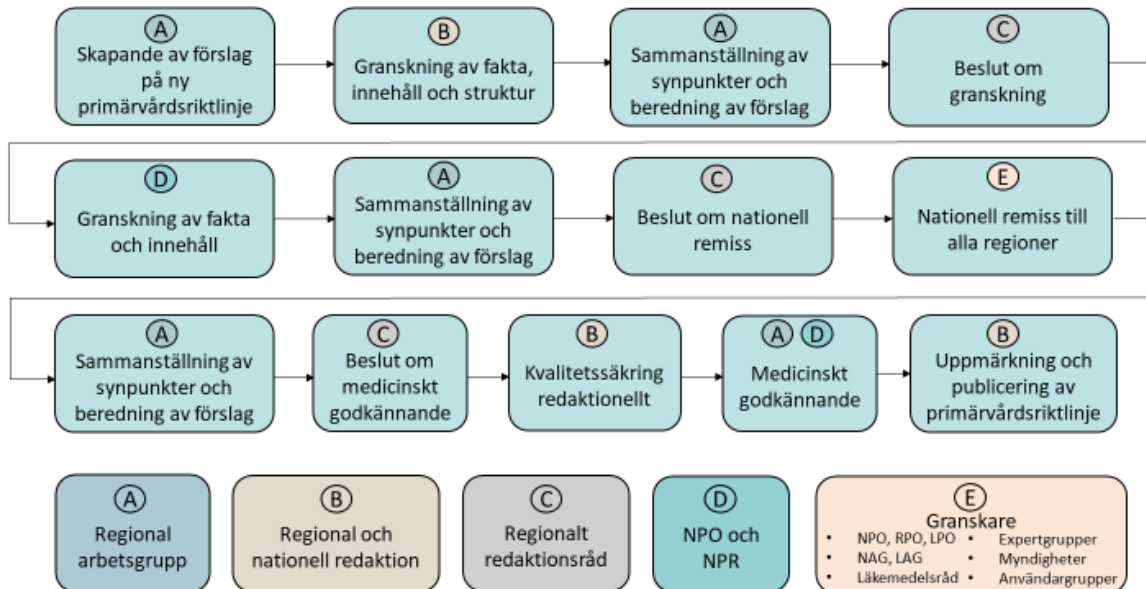 A
Skapande av förslag
på ny
primärvårdsriktlinje
B
Granskning av fakta,
innehåll och struktur
A
Sammanställning av
synpunkter och
beredning av förslag
C
Beslut om
granskning
D
Granskning av fakta
och innehåll
A
Sammanställning av
synpunkter och
beredning av förslag
C
Beslut om nationell
remiss
E
Nationell remiss till
alla regioner
A
Sammanställning av
synpunkter och
beredning av förslag
C
Beslut om
medicinskt
godkännande
B
Kvalitetssäkring
redaktionellt
A D
Medicinskt
godkännande
B
Uppmärkning och
publicering av
primärvårdsriktlinje
A
Regional
arbetsgrupp
B
Regional och
nationell redaktion
C
Regionalt
redaktionsråd
D
NPO och
NPR
E
Granskare
• NPO, RPO, LPO
• NAG, LAG
• Läkemedelsråd
• Expertgrupper
• Myndigheter
• Användargrupper